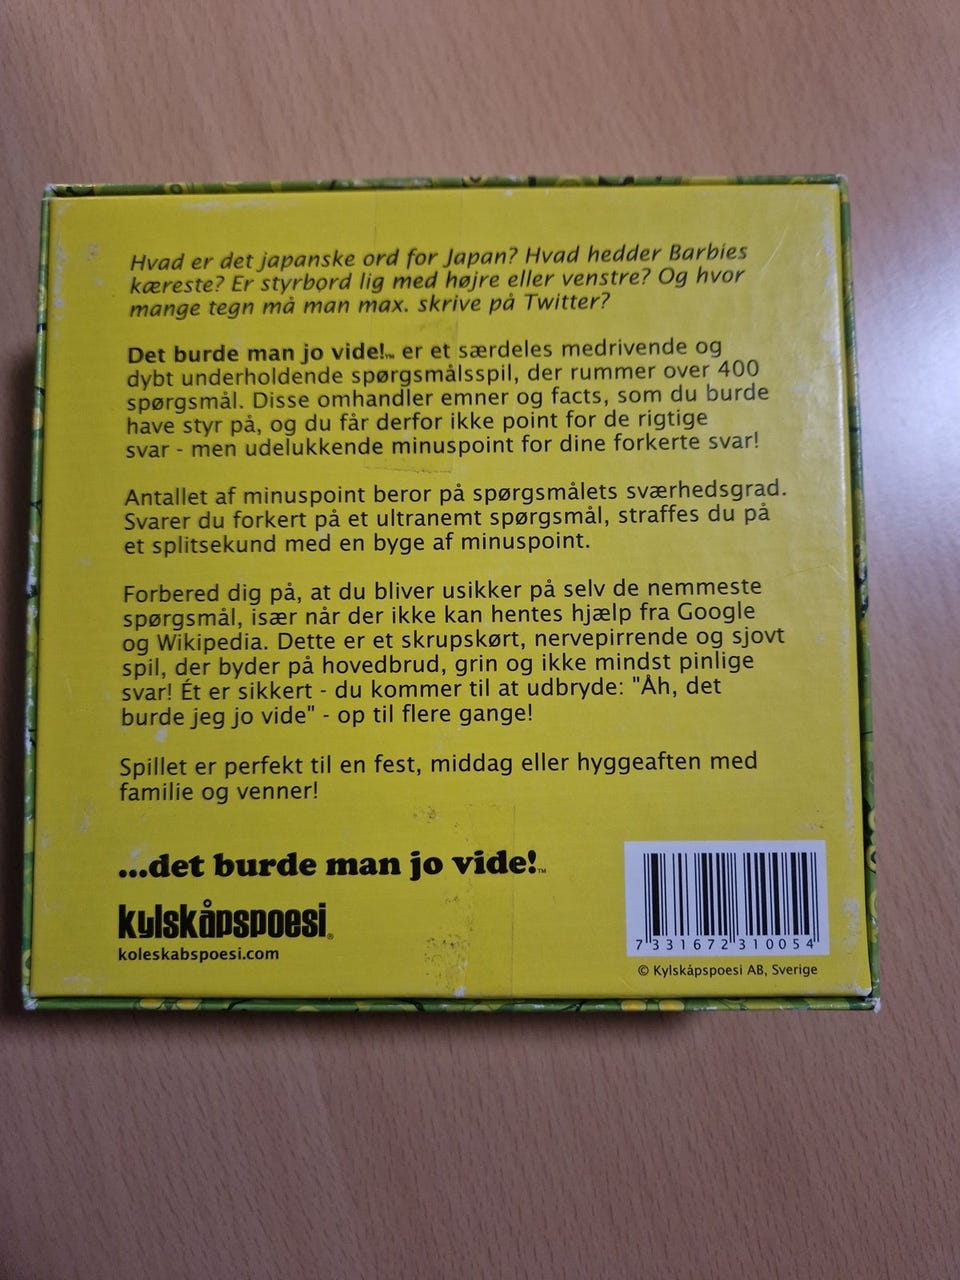 Hvad er det japanske ord for Japan? Hvad hedder Barbies
kæreste? Er styrbord lig med højre eller venstre? Og hvor
mange tegn må man max. skrive på Twitter?
Det burde man jo vide!™ er et særdeles medrivende og
dybt underholdende spørgsmålsspil, der rummer over 400
spørgsmål. Disse omhandler emner og facts, som du burde
have styr på, og du får derfor ikke point for de rigtige
svar - men udelukkende minuspoint for dine forkerte svar!
Antallet af minuspoint beror på spørgsmålets sværhedsgrad.
Svarer du forkert på et ultranemt spørgsmål, straffes du på
et splitsekund med en byge af minuspoint.
Forbered dig på, at du bliver usikker på selv de nemmeste
spørgsmål, især når der ikke kan hentes hjælp fra Google
og Wikipedia. Dette er et skrupskørt, nervepirrende og sjovt
spil, der byder på hovedbrud, grin og ikke mindst pinlige
svar! Ét er sikkert - du kommer til at udbryde: "Åh, det
burde jeg jo vide" - op til flere gange!
Spillet er perfekt til en fest, middag eller hyggeaften med
familie og venner!
...det burde man jo vide!™
kylskåpspoesi®
koleskabspoesi.com
7 331672 310054
© Kylskåpspoesi AB, Sverige